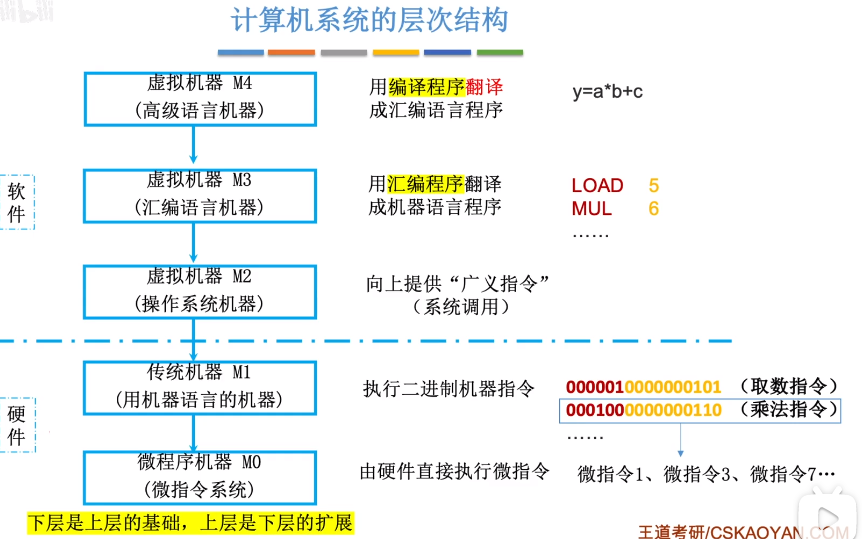 计算机系统的层次结构
虚拟机器 M4
(高级语言机器)
用编译程序翻译
成汇编语言程序
y=a*b+c
软
件
虚拟机器 M3
(汇编语言机器)
用汇编程序翻译
成机器语言程序
LOAD 5
MUL 6
……
虚拟机器 M2
(操作系统机器)
向上提供“广义指令”
（系统调用）
硬
件
传统机器 M1
(用机器语言的机器)
执行二进制机器指令
0000010000000101 （取数指令）
0001000000000110 （乘法指令）
……
微程序机器 M0
(微指令系统)
由硬件直接执行微指令
微指令1、微指令3、微指令7…
下层是上层的基础，上层是下层的扩展
王道考研/CSKAOYAN.COM